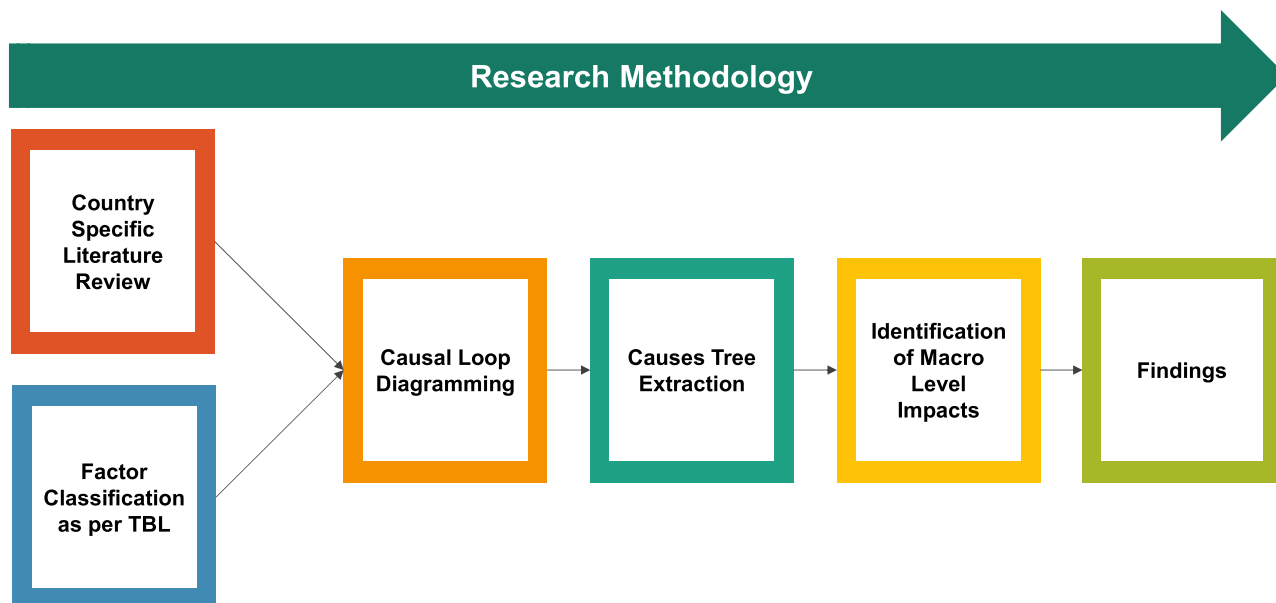 Research Methodology
Country
Specific
Literature
Review
Factor
Classification
as per TBL
Causal Loop
Diagramming
Causes Tree
Extraction
Identification
of Macro
Level
Impacts
Findings